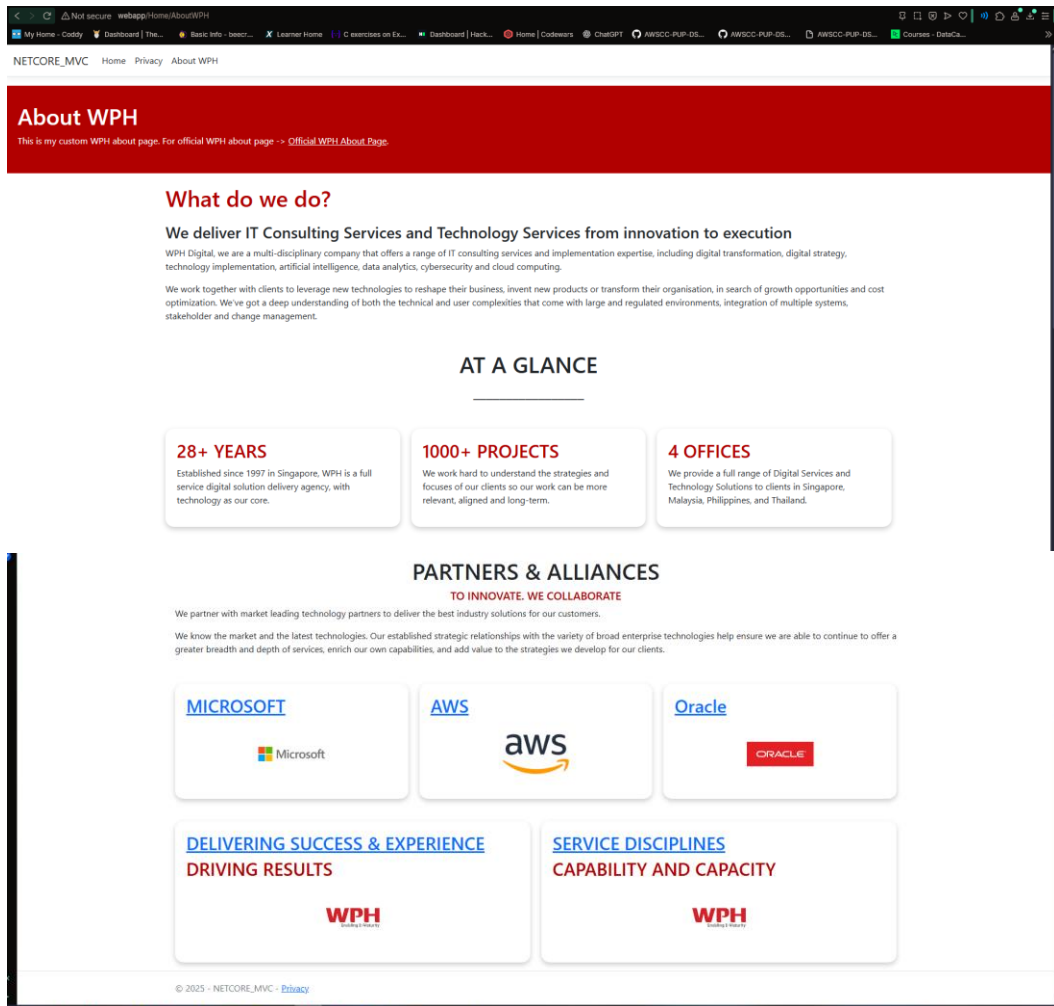 Not secure webapp/Home/AboutWPH
My Home - Coddy Dashboard | The... Basic Info - beecr... Learner Home C exercises on Ex... Dashboard | Hack... Home | Codewars ChatGPT AWSCC-PUP-DS... AWSCC-PUP-DS... AWSCC-PUP-DS... Courses - DataCa...
NETCORE_MVC Home Privacy About WPH
About WPH
This is my custom WPH about page. For official WPH about page -> Official WPH About Page.
What do we do?
We deliver IT Consulting Services and Technology Services from innovation to execution
WPH Digital, we are a multi-disciplinary company that offers a range of IT consulting services and implementation expertise, including digital transformation, digital strategy,
technology implementation, artificial intelligence, data analytics, cybersecurity and cloud computing.
We work together with clients to leverage new technologies to reshape their business, invent new products or transform their organisation, in search of growth opportunities and cost
optimization. We've got a deep understanding of both the technical and user complexities that come with large and regulated environments, integration of multiple systems,
stakeholder and change management.
AT A GLANCE
28+ YEARS
Established since 1997 in Singapore, WPH is a full
service digital solution delivery agency, with
technology as our core.
1000+ PROJECTS
We work hard to understand the strategies and
focuses of our clients so our work can be more
relevant, aligned and long-term.
4 OFFICES
We provide a full range of Digital Services and
Technology Solutions to clients in Singapore,
Malaysia, Philippines, and Thailand.
PARTNERS & ALLIANCES
TO INNOVATE. WE COLLABORATE
We partner with market leading technology partners to deliver the best industry solutions for our customers.
We know the market and the latest technologies. Our established strategic relationships with the variety of broad enterprise technologies help ensure we are able to continue to offer a
greater breadth and depth of services, enrich our own capabilities, and add value to the strategies we develop for our clients.
MICROSOFT
Microsoft
AWS
aws
Oracle
ORACLE
DELIVERING SUCCESS & EXPERIENCE
DRIVING RESULTS
WPH
SERVICE DISCIPLINES
CAPABILITY AND CAPACITY
WPH
© 2025 - NETCORE_MVC - Privacy